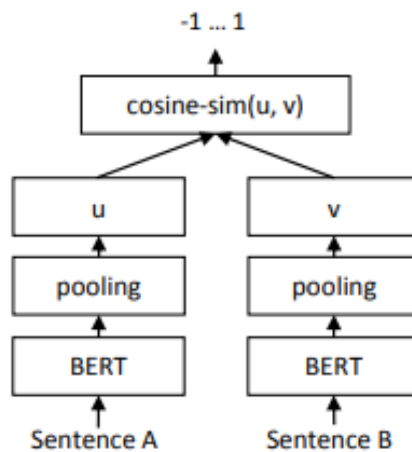 -1 ... 1
cosine-sim(u, v)
u v
pooling pooling
BERT BERT
Sentence A Sentence B